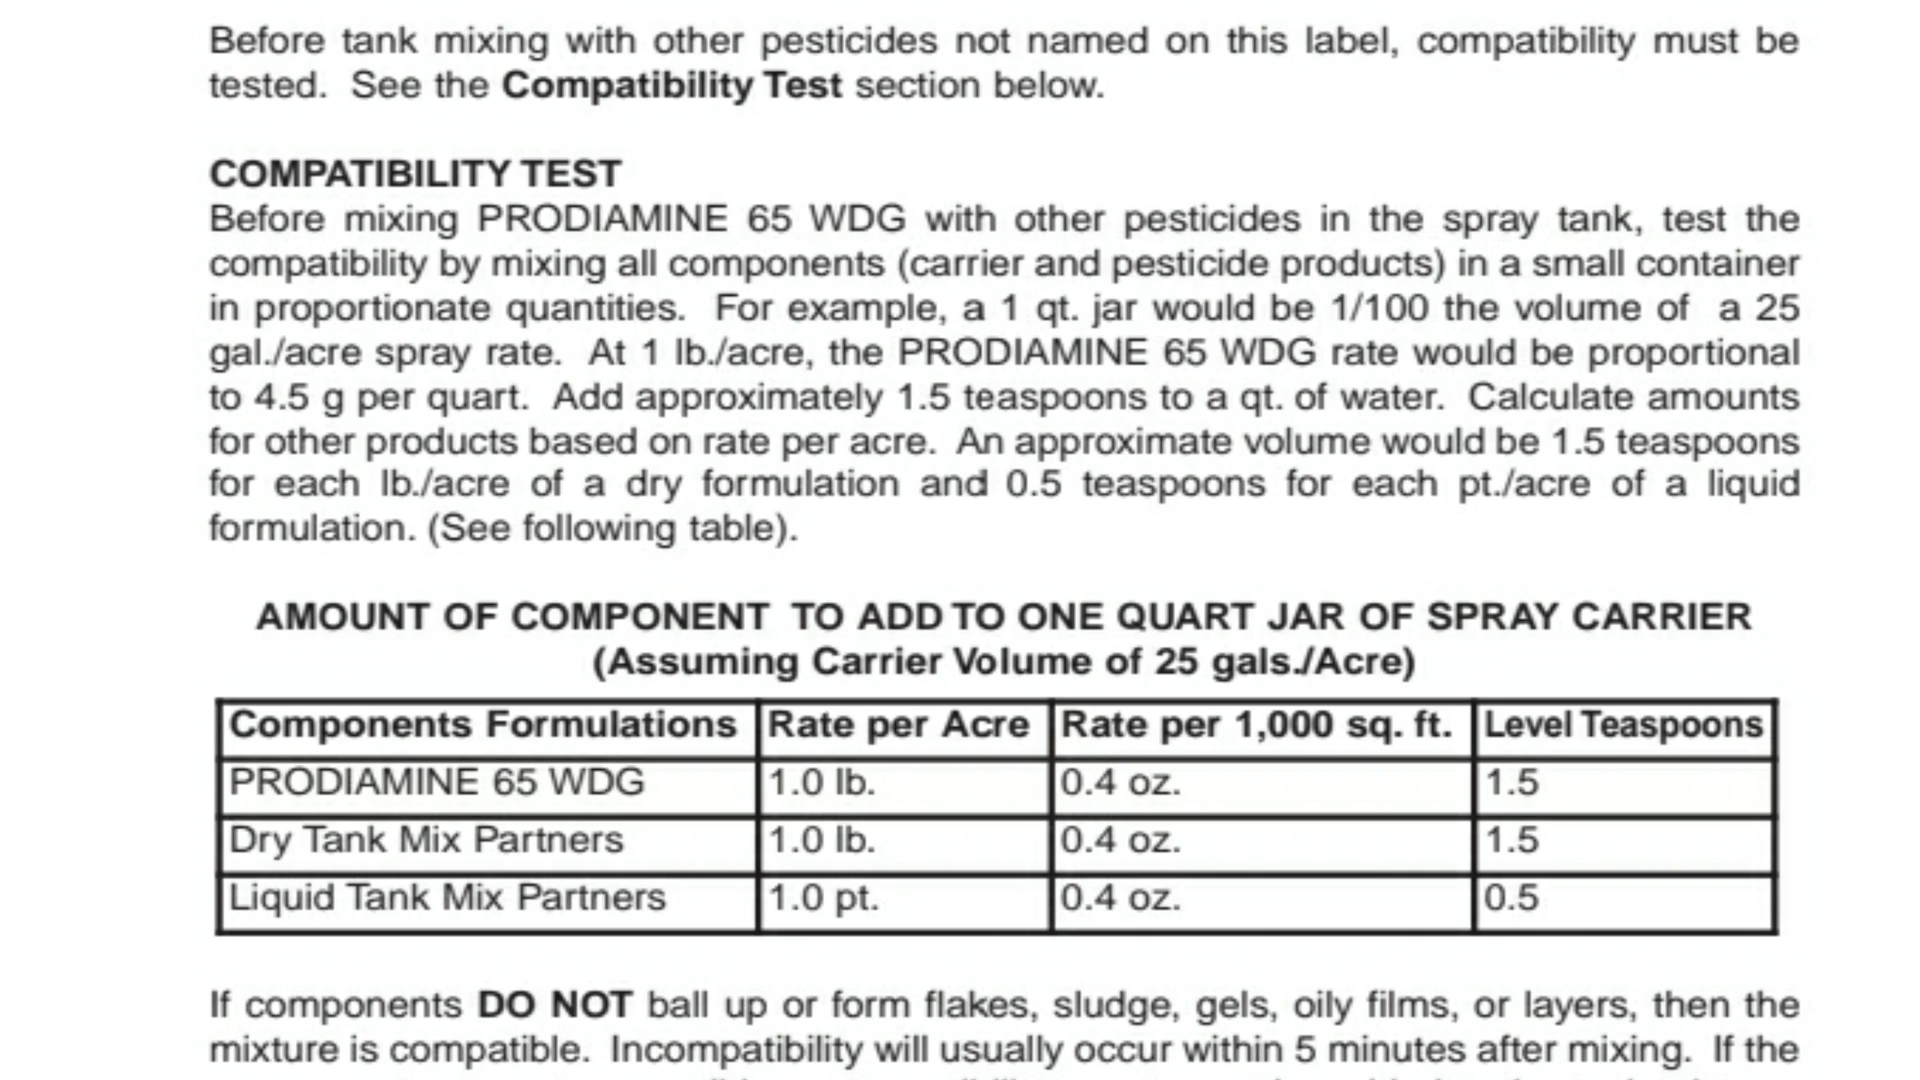 Before tank mixing with other pesticides not named on this label, compatibility must be
tested. See the Compatibility Test section below.
COMPATIBILITY TEST
Before mixing PRODIAMINE 65 WDG with other pesticides in the spray tank, test the
compatibility by mixing all components (carrier and pesticide products) in a small container
in proportionate quantities. For example, a 1 qt. jar would be 1/100 the volume of a 25
gal./acre spray rate. At 1 lb./acre, the PRODIAMINE 65 WDG rate would be proportional
to 4.5 g per quart. Add approximately 1.5 teaspoons to a qt. of water. Calculate amounts
for other products based on rate per acre. An approximate volume would be 1.5 teaspoons
for each lb./acre of a dry formulation and 0.5 teaspoons for each pt./acre of a liquid
formulation. (See following table).
AMOUNT OF COMPONENT TO ADD TO ONE QUART JAR OF SPRAY CARRIER
(Assuming Carrier Volume of 25 gals./Acre)
Components Formulations Rate per Acre Rate per 1,000 sq. ft. Level Teaspoons
PRODIAMINE 65 WDG 1.0 lb. 0.4 oz. 1.5
Dry Tank Mix Partners 1.0 lb. 0.4 oz. 1.5
Liquid Tank Mix Partners 1.0 pt. 0.4 oz. 0.5
If components DO NOT ball up or form flakes, sludge, gels, oily films, or layers, then the
mixture is compatible. Incompatibility will usually occur within 5 minutes after mixing. If the